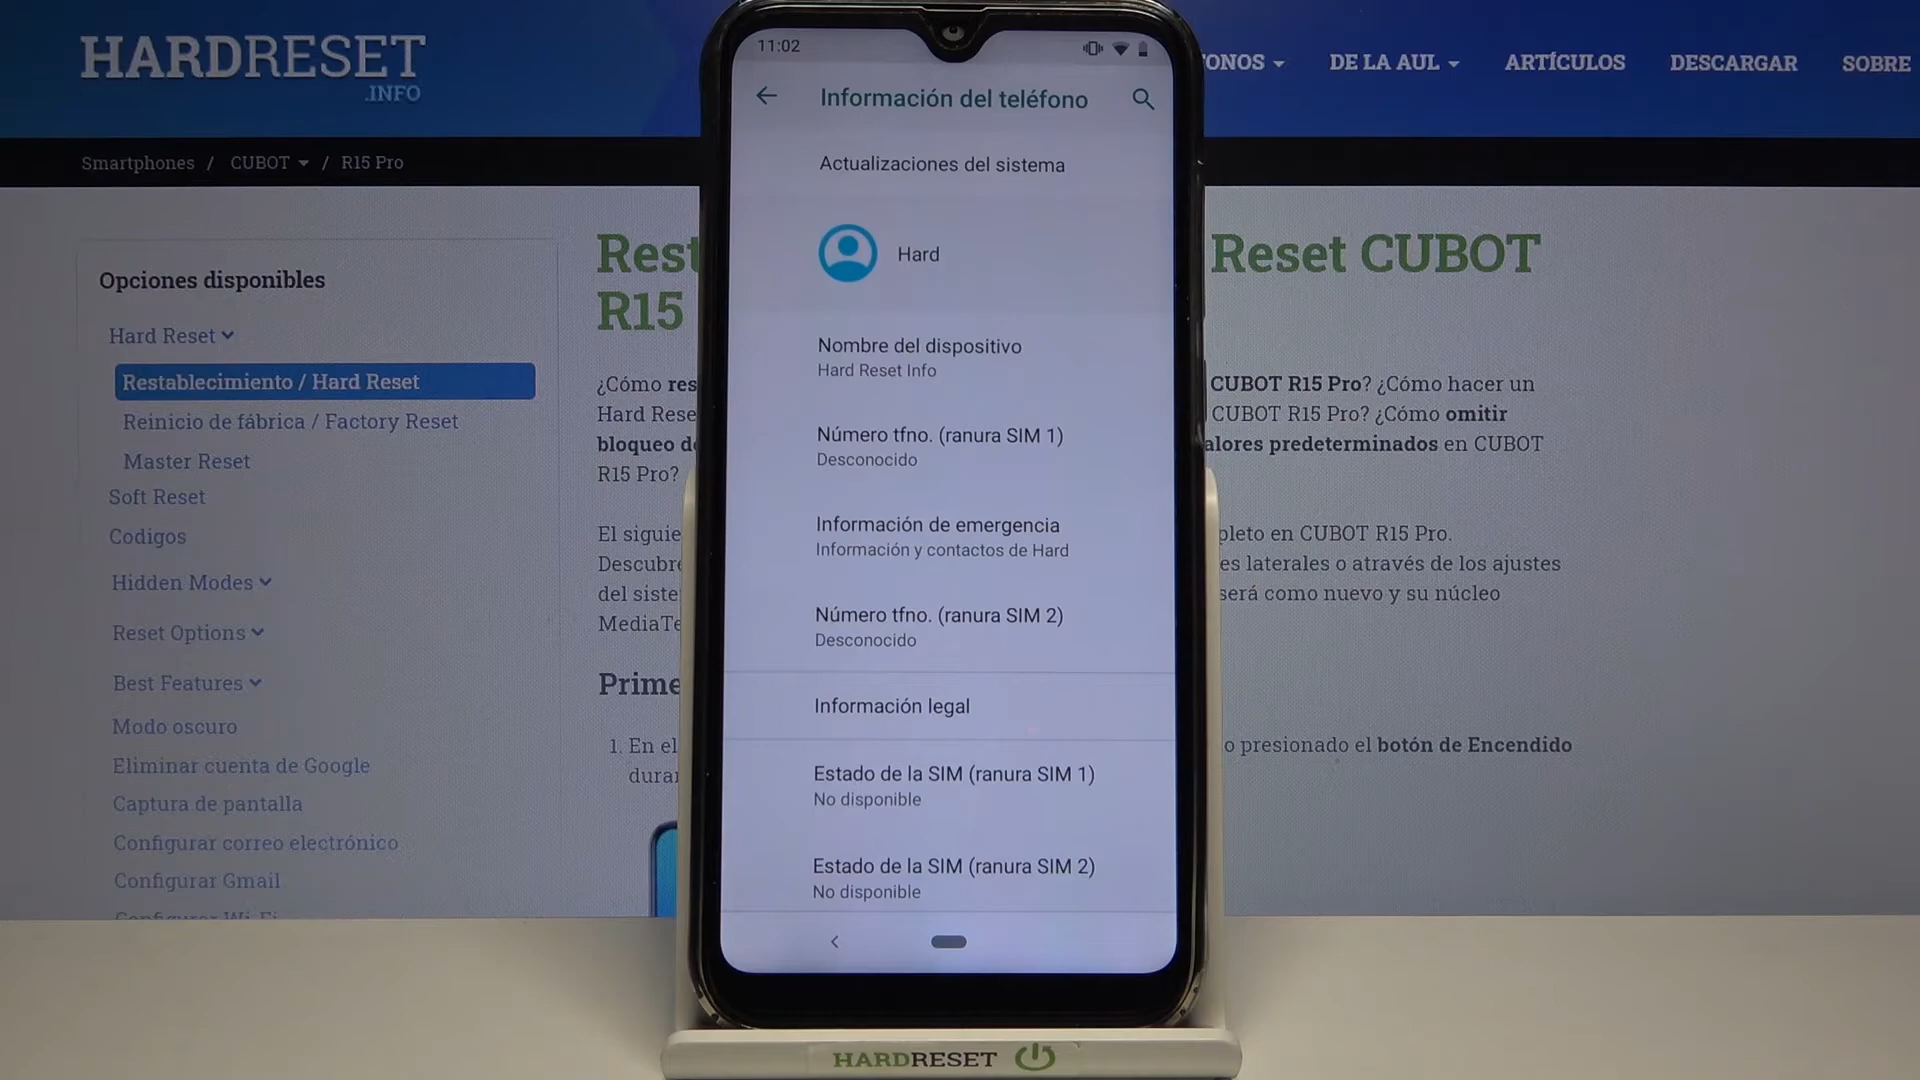 HARDRESET
.INFO
FONOS
DE LA AUL
ARTÍCULOS
DESCARGAR
SOBRE
Smartphones / CUBOT / R15 Pro
Opciones disponibles
Hard Reset
Restablecimiento / Hard Reset
Reinicio de fábrica / Factory Reset
Master Reset
Soft Reset
Codigos
Hidden Modes
Reset Options
Best Features
Modo oscuro
Eliminar cuenta de Google
Captura de pantalla
Configurar correo electrónico
Configurar Gmail
Configurar Wi-Fi
Rest
Reset CUBOT
R15
¿Cómo res
CUBOT R15 Pro? ¿Cómo hacer un
Hard Rese
CUBOT R15 Pro? ¿Cómo omitir
bloqueo de
alores predeterminados en CUBOT
R15 Pro?
El siguie
pleto en CUBOT R15 Pro.
Descubre
es laterales o através de los ajustes
del siste
será como nuevo y su núcleo
MediaTe
Prime
1. En el
o presionado el botón de Encendido
dura
11:02
Información del teléfono
Actualizaciones del sistema
Hard
Nombre del dispositivo
Hard Reset Info
Número tfno. (ranura SIM 1)
Desconocido
Información de emergencia
Información y contactos de Hard
Número tfno. (ranura SIM 2)
Desconocido
Información legal
Estado de la SIM (ranura SIM 1)
No disponible
Estado de la SIM (ranura SIM 2)
No disponible
HARDRESET